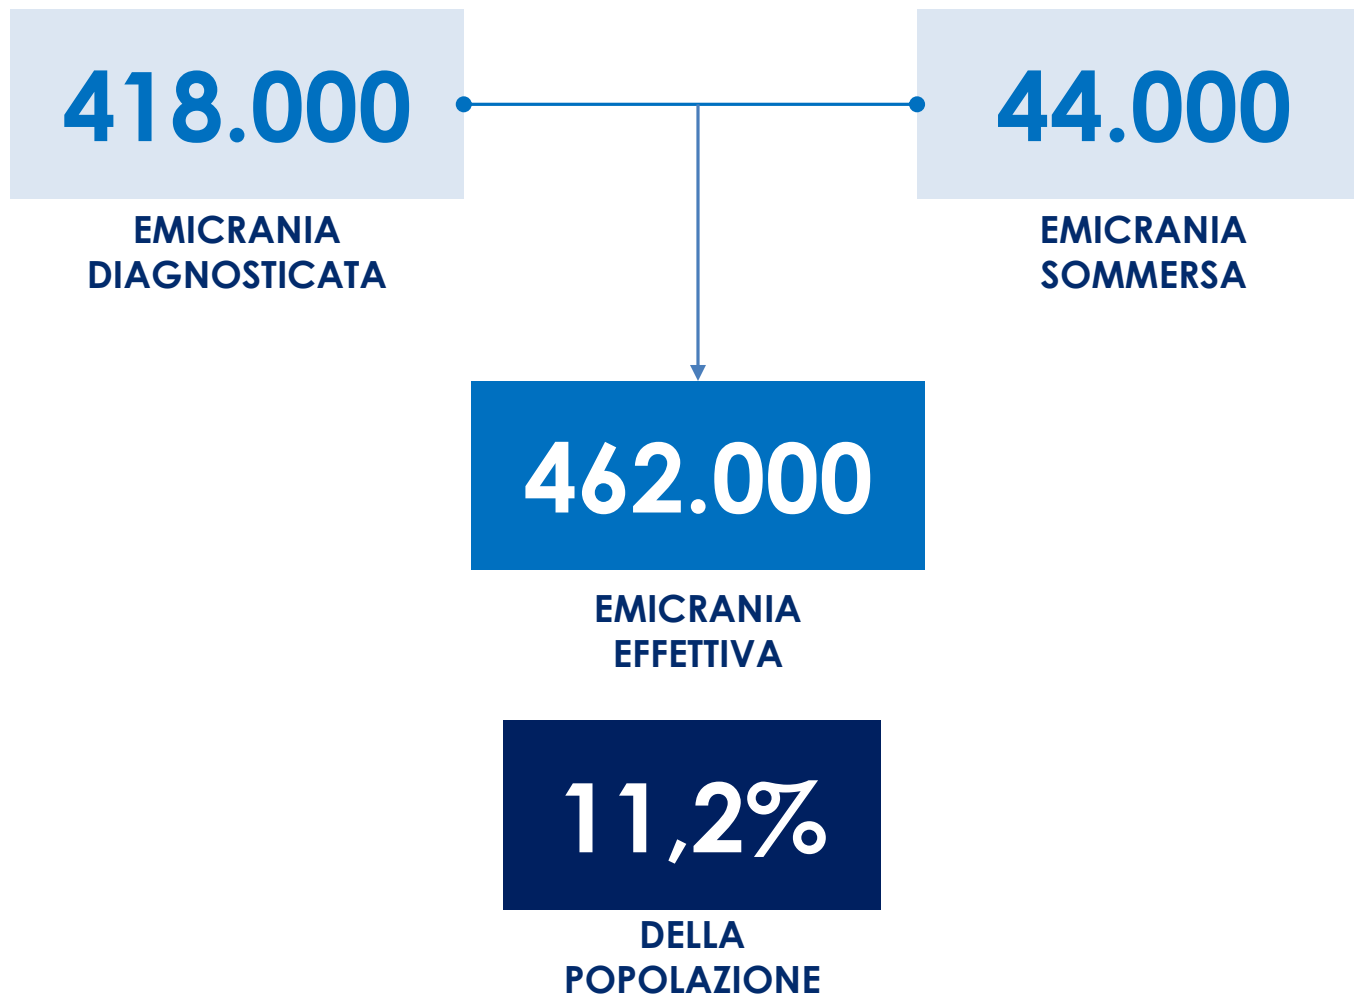 418.000
EMICRANIA
DIAGNOSTICATA
44.000
EMICRANIA
SOMMERSA
462.000
EMICRANIA
EFFETTIVA
11,2%
DELLA
POPOLAZIONE